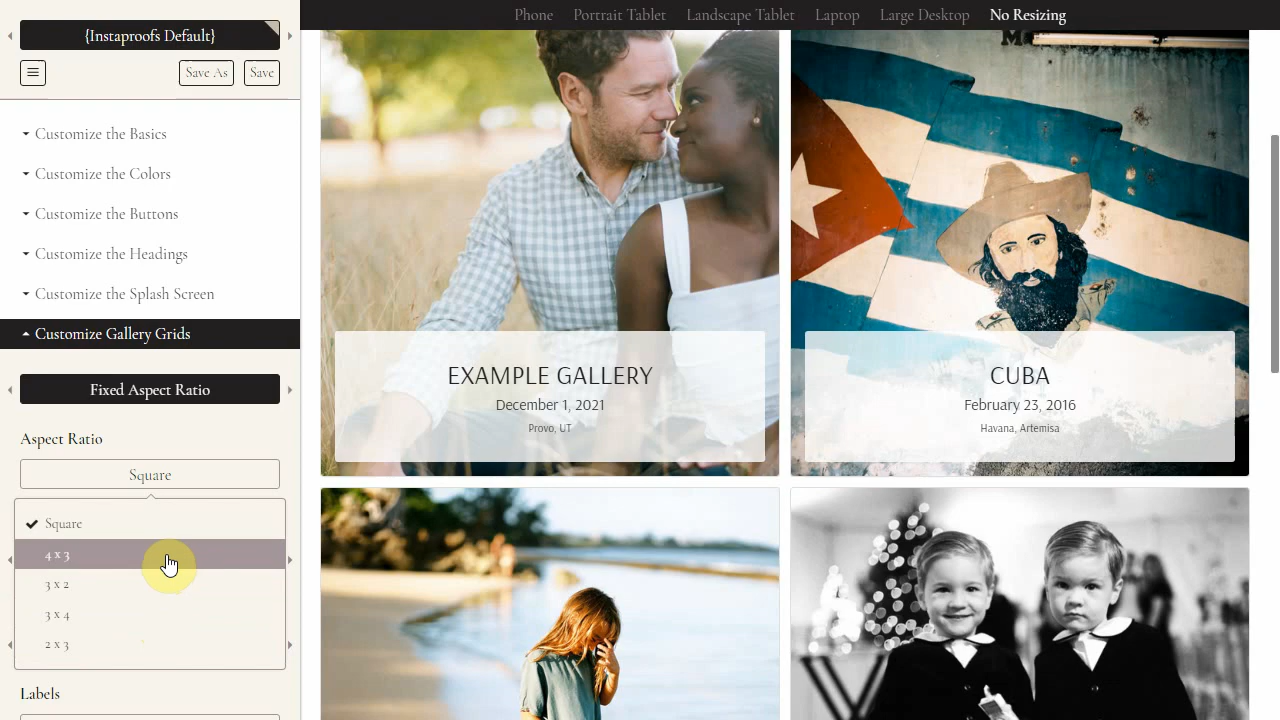 {Instaproofs Default}
Save As
Save
Customize the Basics
Customize the Colors
Customize the Buttons
Customize the Headings
Customize the Splash Screen
Customize Gallery Grids
Fixed Aspect Ratio
Aspect Ratio
Square
Square
4 x 3
3 x 2
3 x 4
2 x 3
Labels
Phone
Portrait Tablet
Landscape Tablet
Laptop
Large Desktop
No Resizing
EXAMPLE GALLERY
December 1, 2021
Provo, UT
CUBA
February 23, 2016
Havana, Artemisa